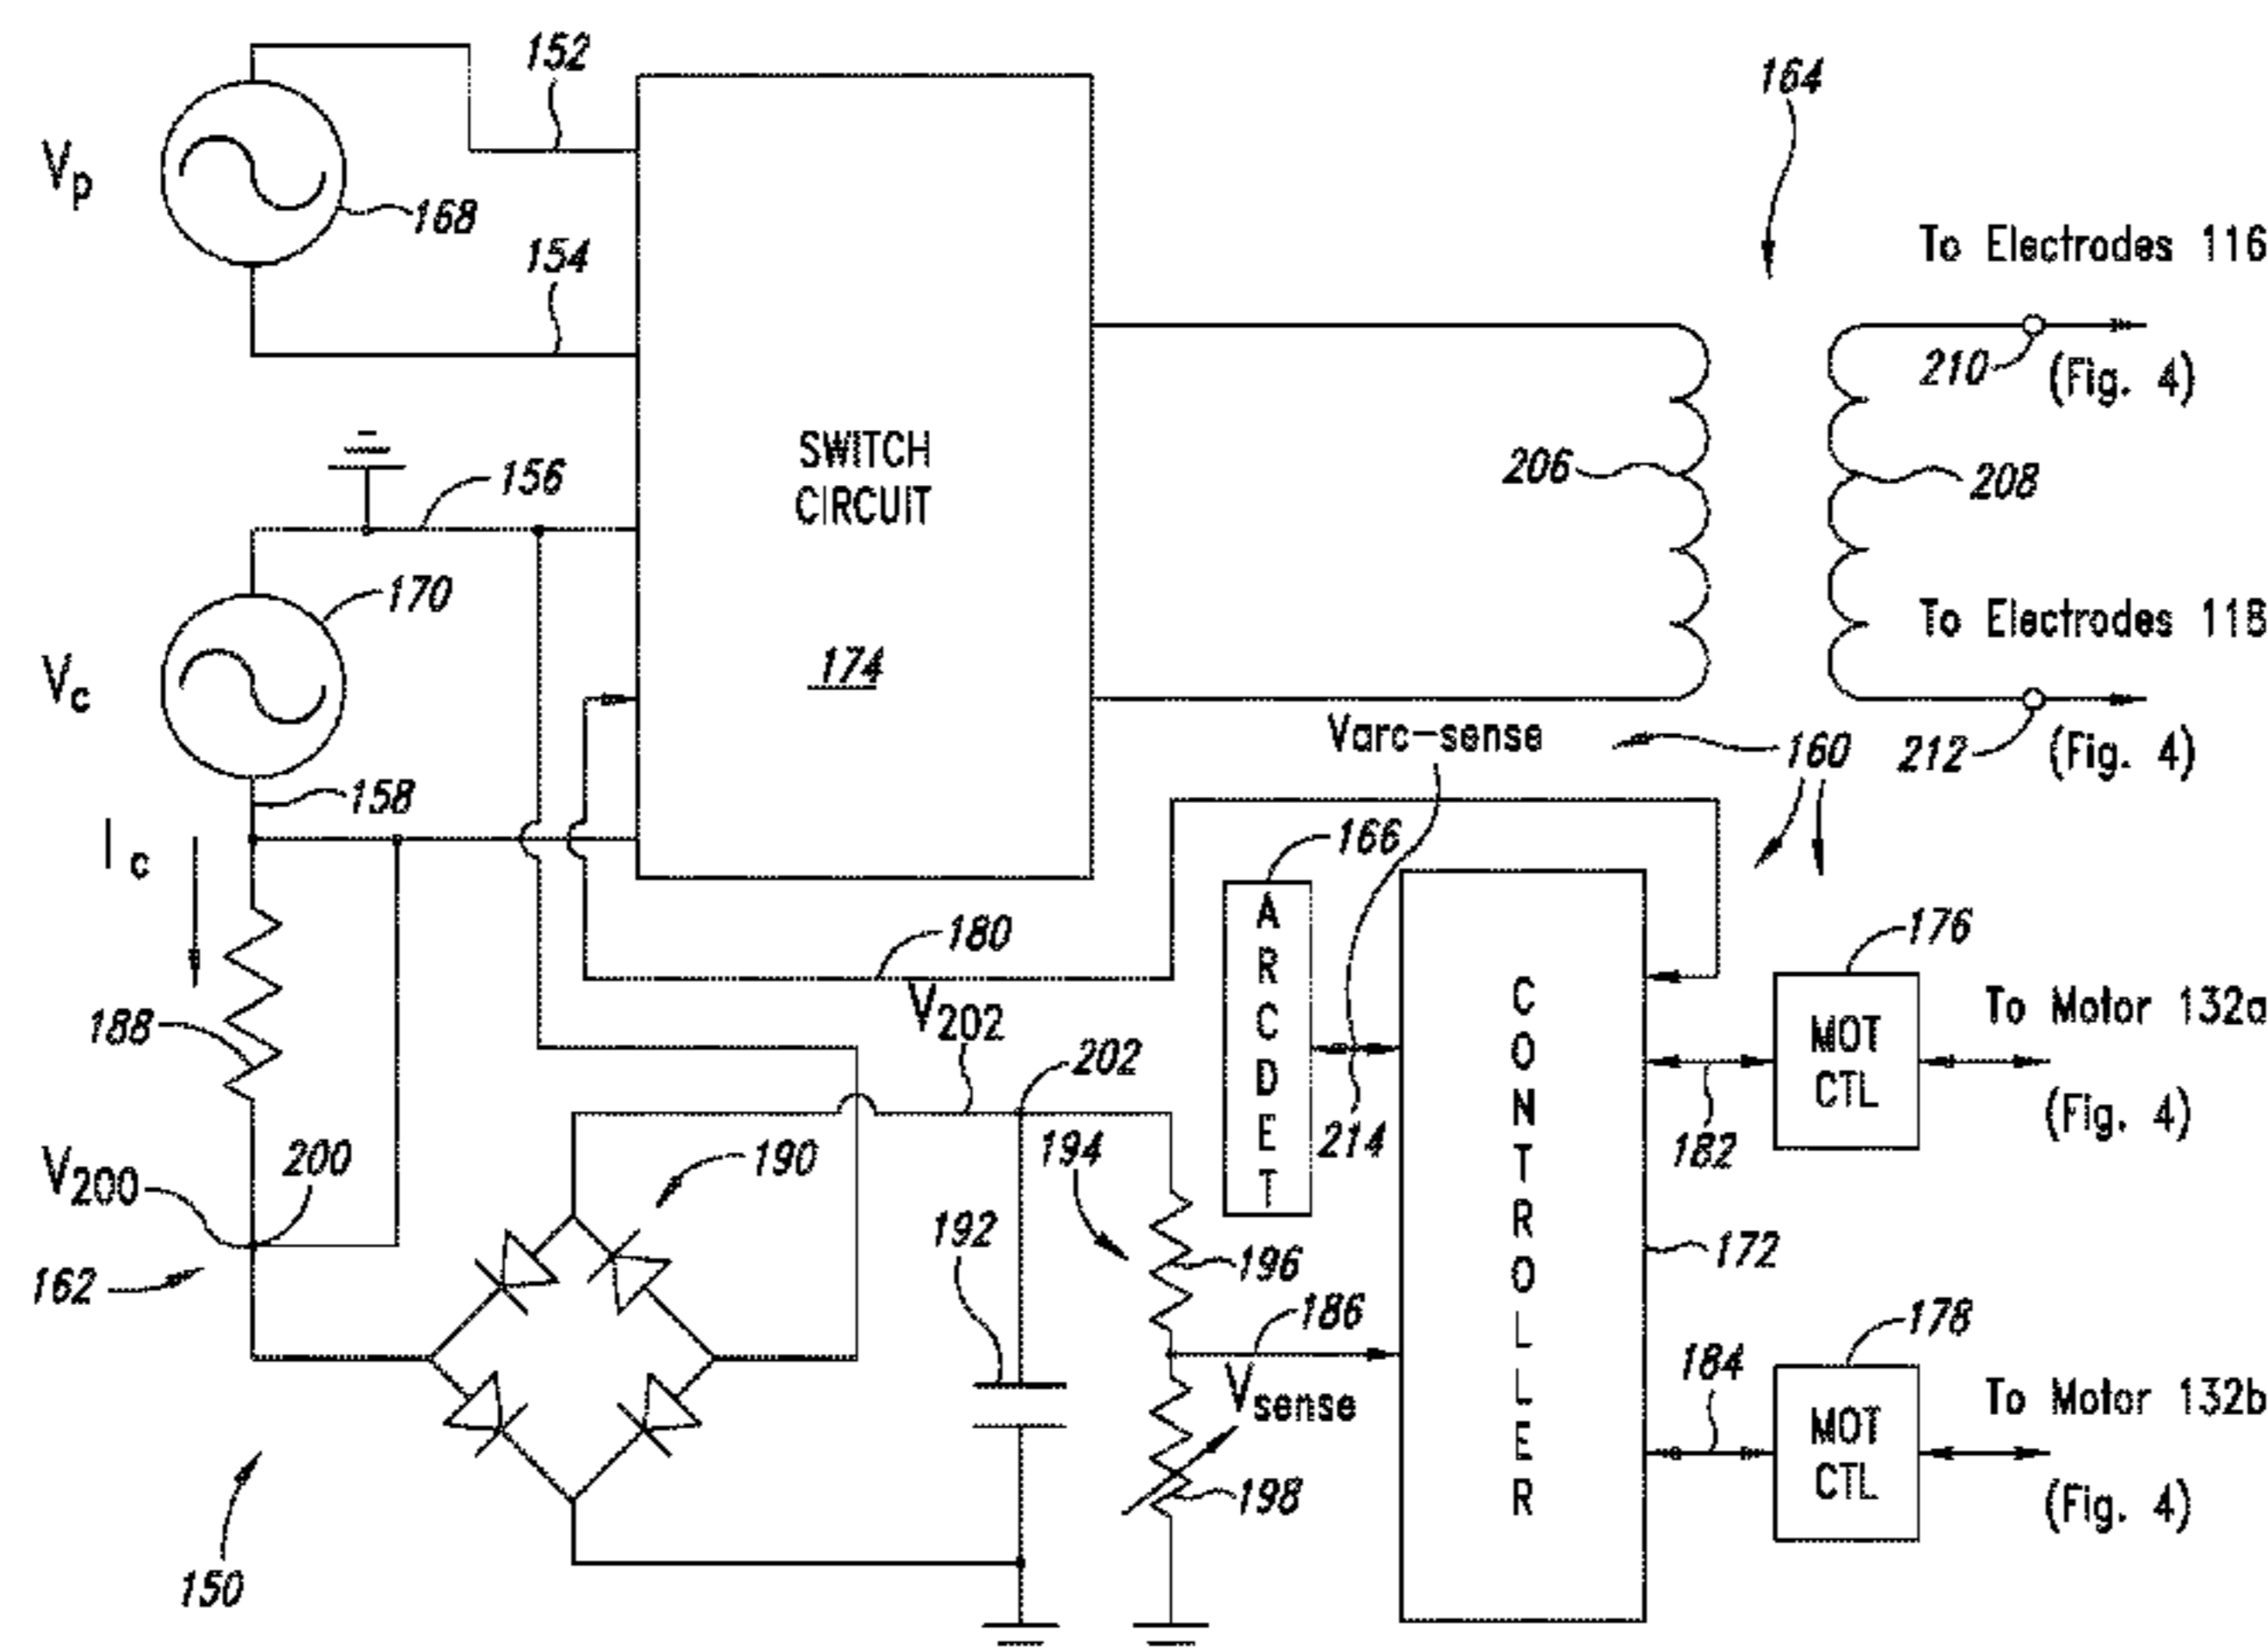 152
164
Vp
168
154
To Electrodes 116
210
(Fig. 4)
SWITCH
CIRCUIT
156
206
208
170
To Electrodes 118
174
Vc
Varc-sense
160
212
(Fig. 4)
158
Ic
166
180
176
ARCDET
CONTROLLER
188
V202
202
MOT
CTL
To Motor 132a
(Fig. 4)
214
182
194
190
200
V200
192
196
172
162
186
178
184
Vsense
MOT
CTL
To Motor 132b
198
(Fig. 4)
150